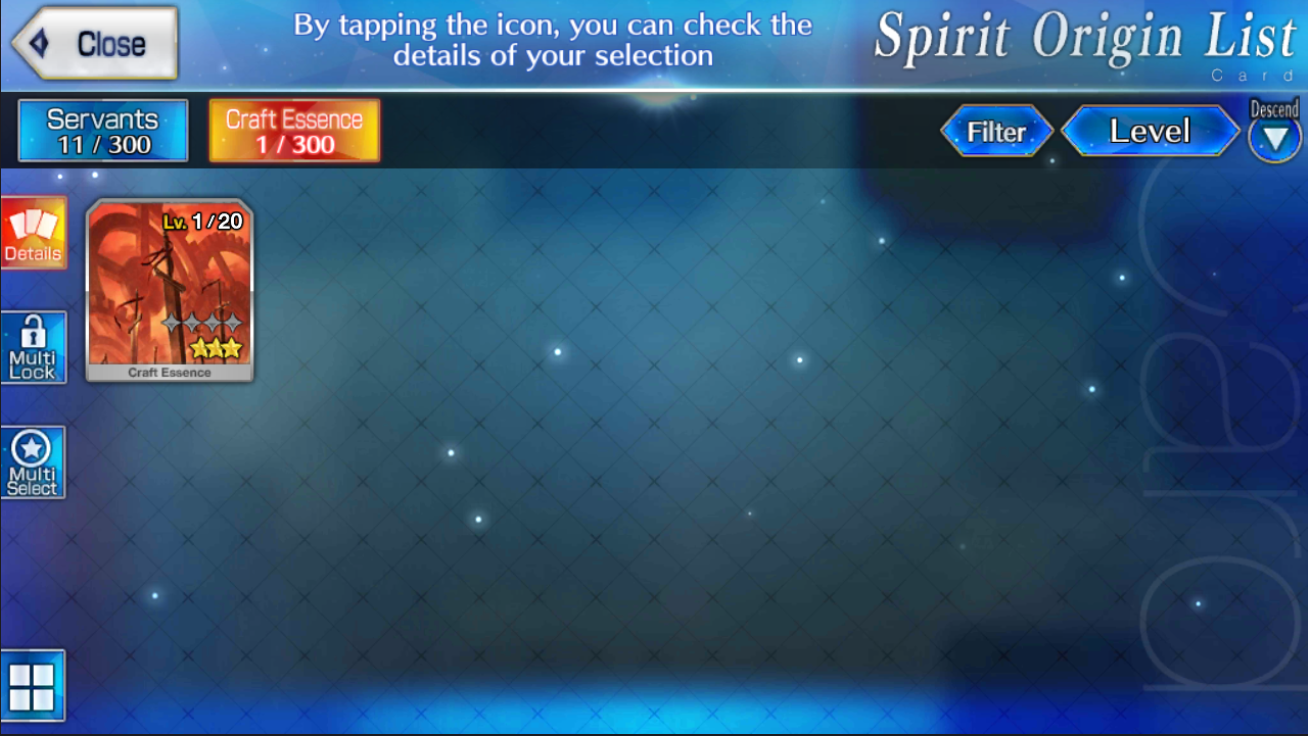 Close
By tapping the icon, you can check the
details of your selection
Spirit Origin List
Card
Servants
11 / 300
Craft Essence
1 / 300
Filter
Level
Descend
Details
Lv. 1/20
Craft Essence
Multi
Lock
Multi
Select
Card